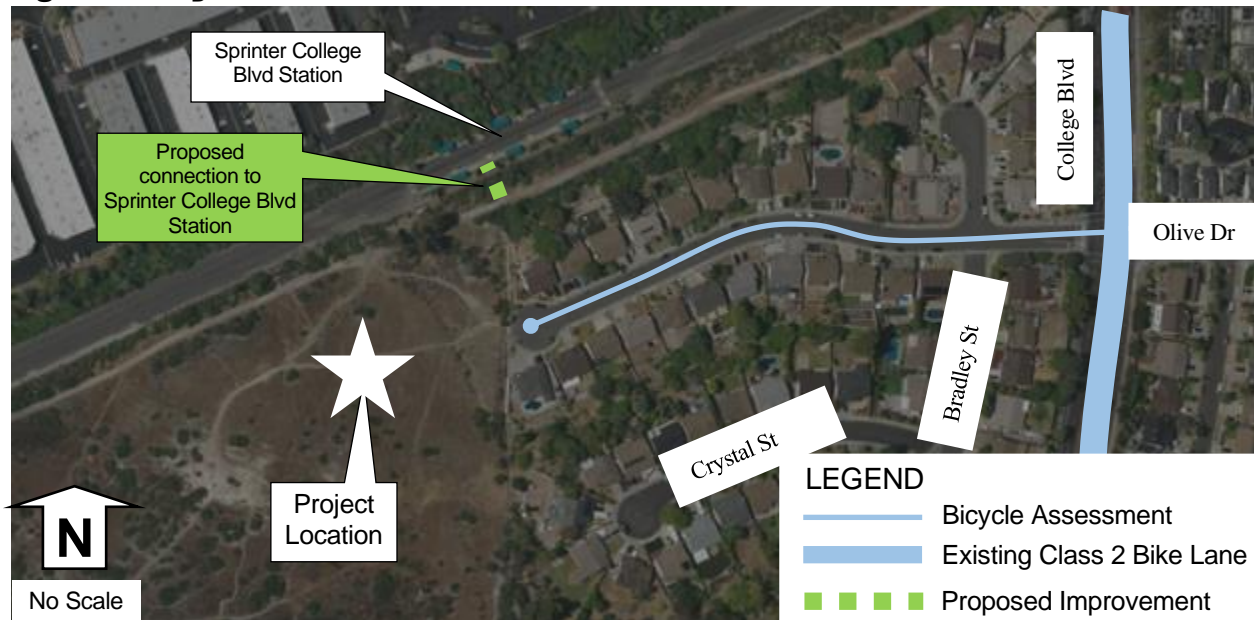 Sprinter College
Blvd Station
College Blvd
Proposed
connection to
Sprinter College Blvd
Station
Olive Dr
Bradley St
Crystal St
Project
Location
N
No Scale
LEGEND
Bicycle Assessment
Existing Class 2 Bike Lane
Proposed Improvement